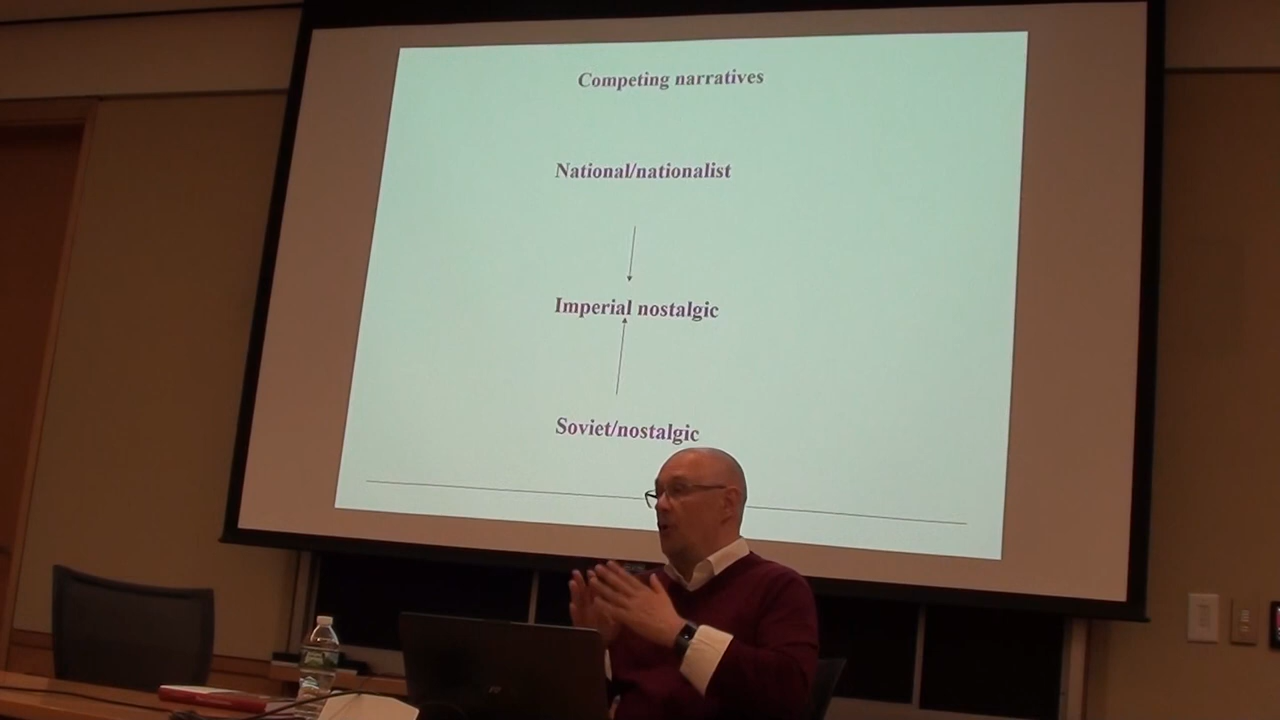 Competing narratives
National/nationalist
Imperial nostalgic
Soviet/nostalgic